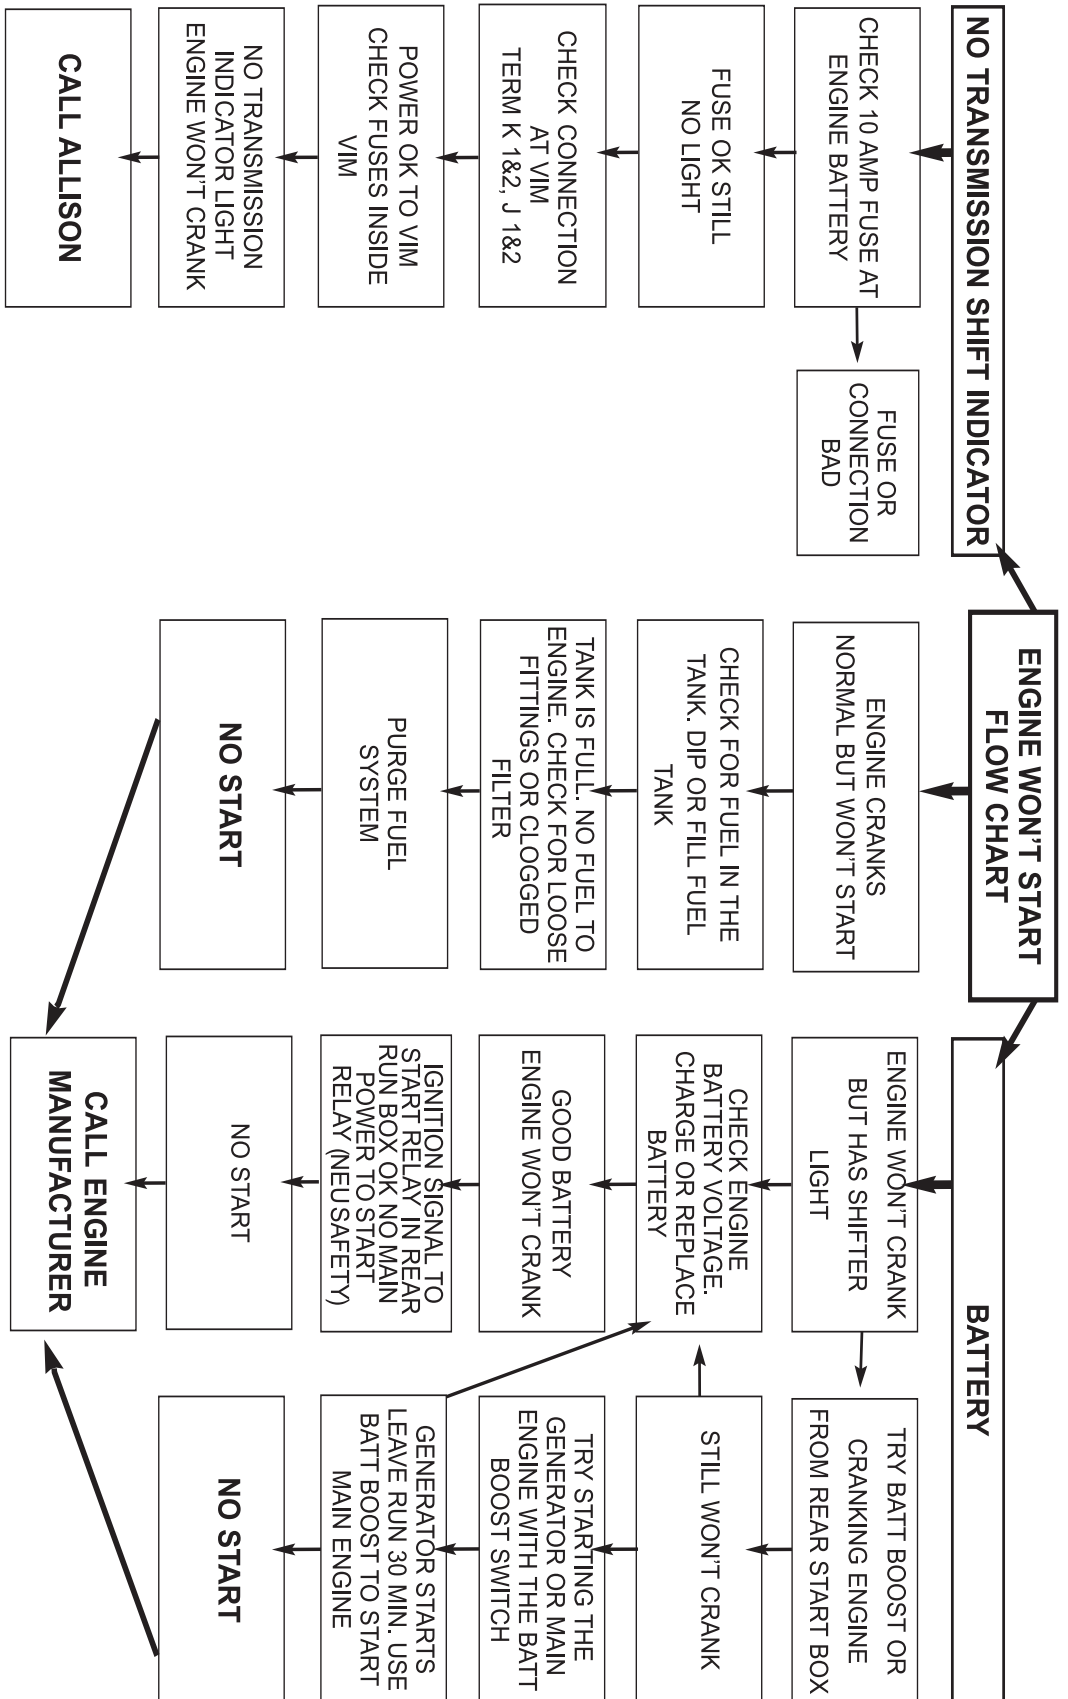 ENGINE WON'T START
FLOW CHART
NO TRANSMISSION SHIFT INDICATOR
CHECK 10 AMP FUSE AT
ENGINE BATTERY
FUSE OR
CONNECTION
BAD
FUSE OK STILL
NO LIGHT
CHECK CONNECTION
AT VIM
TERM K 1&2, J 1&2
POWER OK TO VIM
CHECK FUSES INSIDE
VIM
NO TRANSMISSION
INDICATOR LIGHT
ENGINE WON'T CRANK
CALL ALLISON
ENGINE CRANKS
NORMAL BUT WON'T START
CHECK FOR FUEL IN THE
TANK. DIP OR FILL FUEL
TANK
TANK IS FULL. NO FUEL TO
ENGINE. CHECK FOR LOOSE
FITTINGS OR CLOGGED
FILTER
PURGE FUEL
SYSTEM
NO START
BATTERY
ENGINE WON'T CRANK
BUT HAS SHIFTER
LIGHT
CHECK ENGINE
BATTERY VOLTAGE.
CHARGE OR REPLACE
BATTERY
GOOD BATTERY
ENGINE WON'T CRANK
IGNITION SIGNAL TO
START RELAY IN REAR
RUN BOX OK NO MAIN
POWER TO START
RELAY (NEUSAFETY)
NO START
CALL ENGINE
MANUFACTURER
TRY BATT BOOST OR
CRANKING ENGINE
FROM REAR START BOX
STILL WON'T CRANK
TRY STARTING THE
GENERATOR OR MAIN
ENGINE WITH THE BATT
BOOST SWITCH
GENERATOR STARTS
LEAVE RUN 30 MIN. USE
BATT BOOST TO START
MAIN ENGINE
NO START